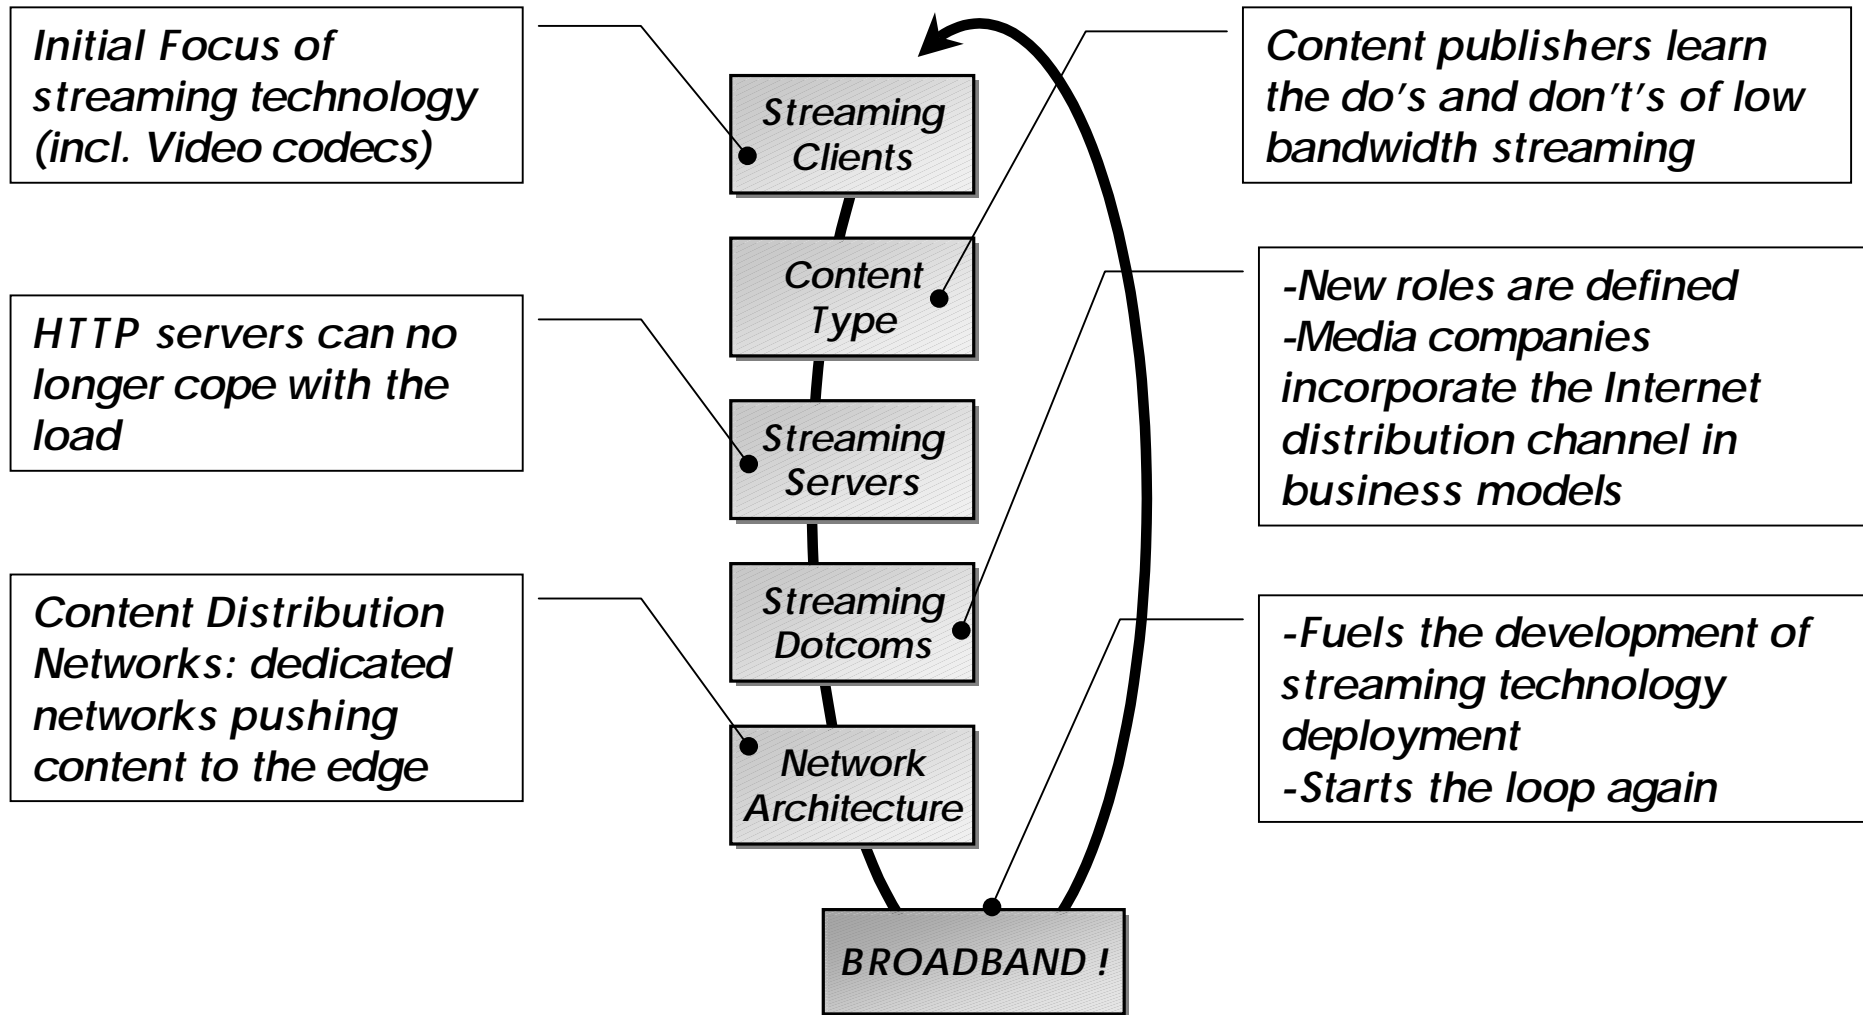 Initial Focus of
streaming technology
(incl. Video codecs)
Streaming
Clients
Content publishers learn
the do's and don't's of low
bandwidth streaming
Content
Type
HTTP servers can no
longer cope with the
load
Streaming
Servers
-New roles are defined
-Media companies
incorporate the Internet
distribution channel in
business models
Content Distribution
Networks: dedicated
networks pushing
content to the edge
Streaming
Dotcoms
Network
Architecture
-Fuels the development of
streaming technology
deployment
-Starts the loop again
BROADBAND !